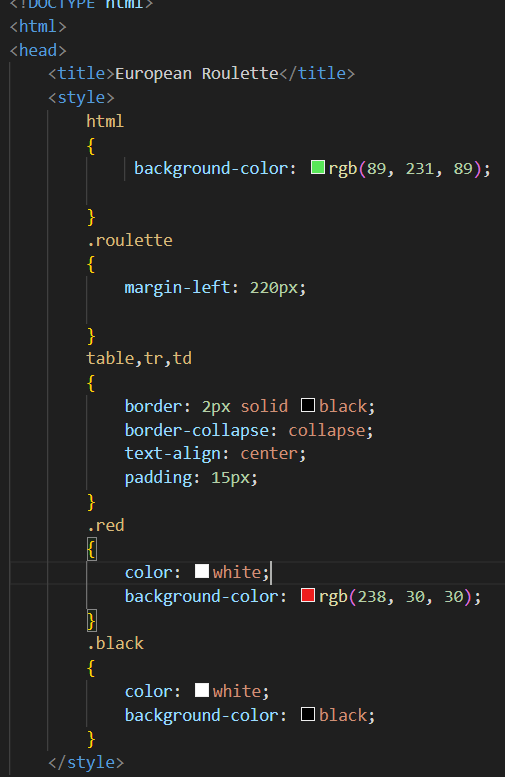 <!DOCTYPE html>
<html>
<head>
    <title>European Roulette</title>
    <style>
        html
        {
             background-color: rgb(89, 231, 89);

        }
        .roulette
        {
            margin-left: 220px;

        }
        table,tr,td
        {
            border: 2px solid black;
            border-collapse: collapse;
            text-align: center;
            padding: 15px;
        }
        .red
        {
            color: white;
            background-color: rgb(238, 30, 30);
        }
        .black
        {
            color: white;
            background-color: black;
        }
    </style>